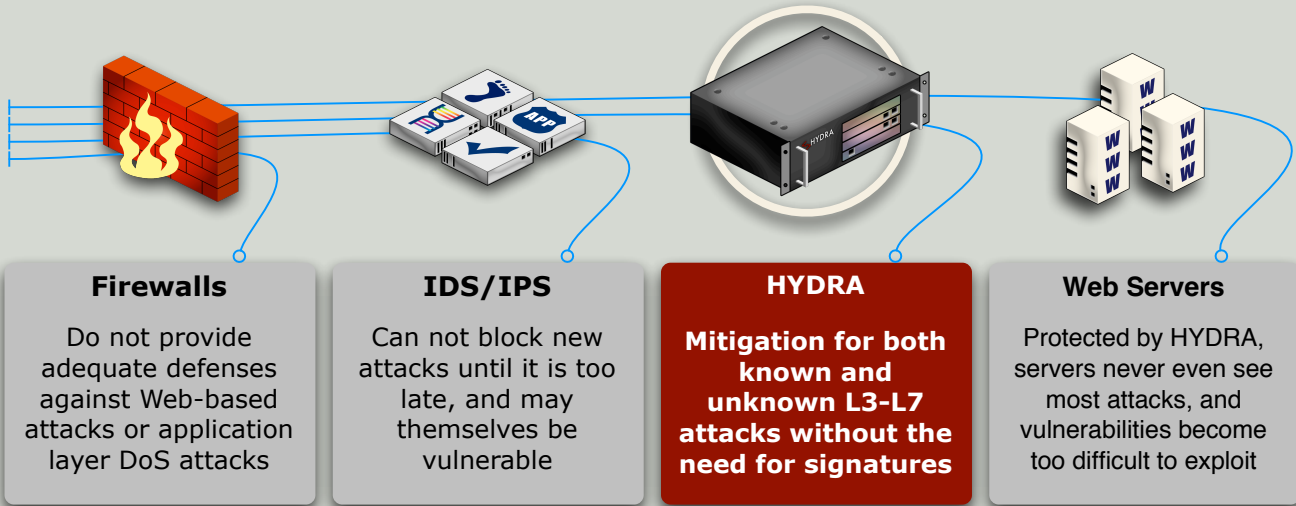 APP
HYDRA
W
W
W
W
W
W
W
W
W
Firewalls
Do not provide
adequate defenses
against Web-based
attacks or application
layer DoS attacks
IDS/IPS
Can not block new
attacks until it is too
late, and may
themselves be
vulnerable
HYDRA
Mitigation for both
known and
unknown L3-L7
attacks without the
need for signatures
Web Servers
Protected by HYDRA,
servers never even see
most attacks, and
vulnerabilities become
too difficult to exploit